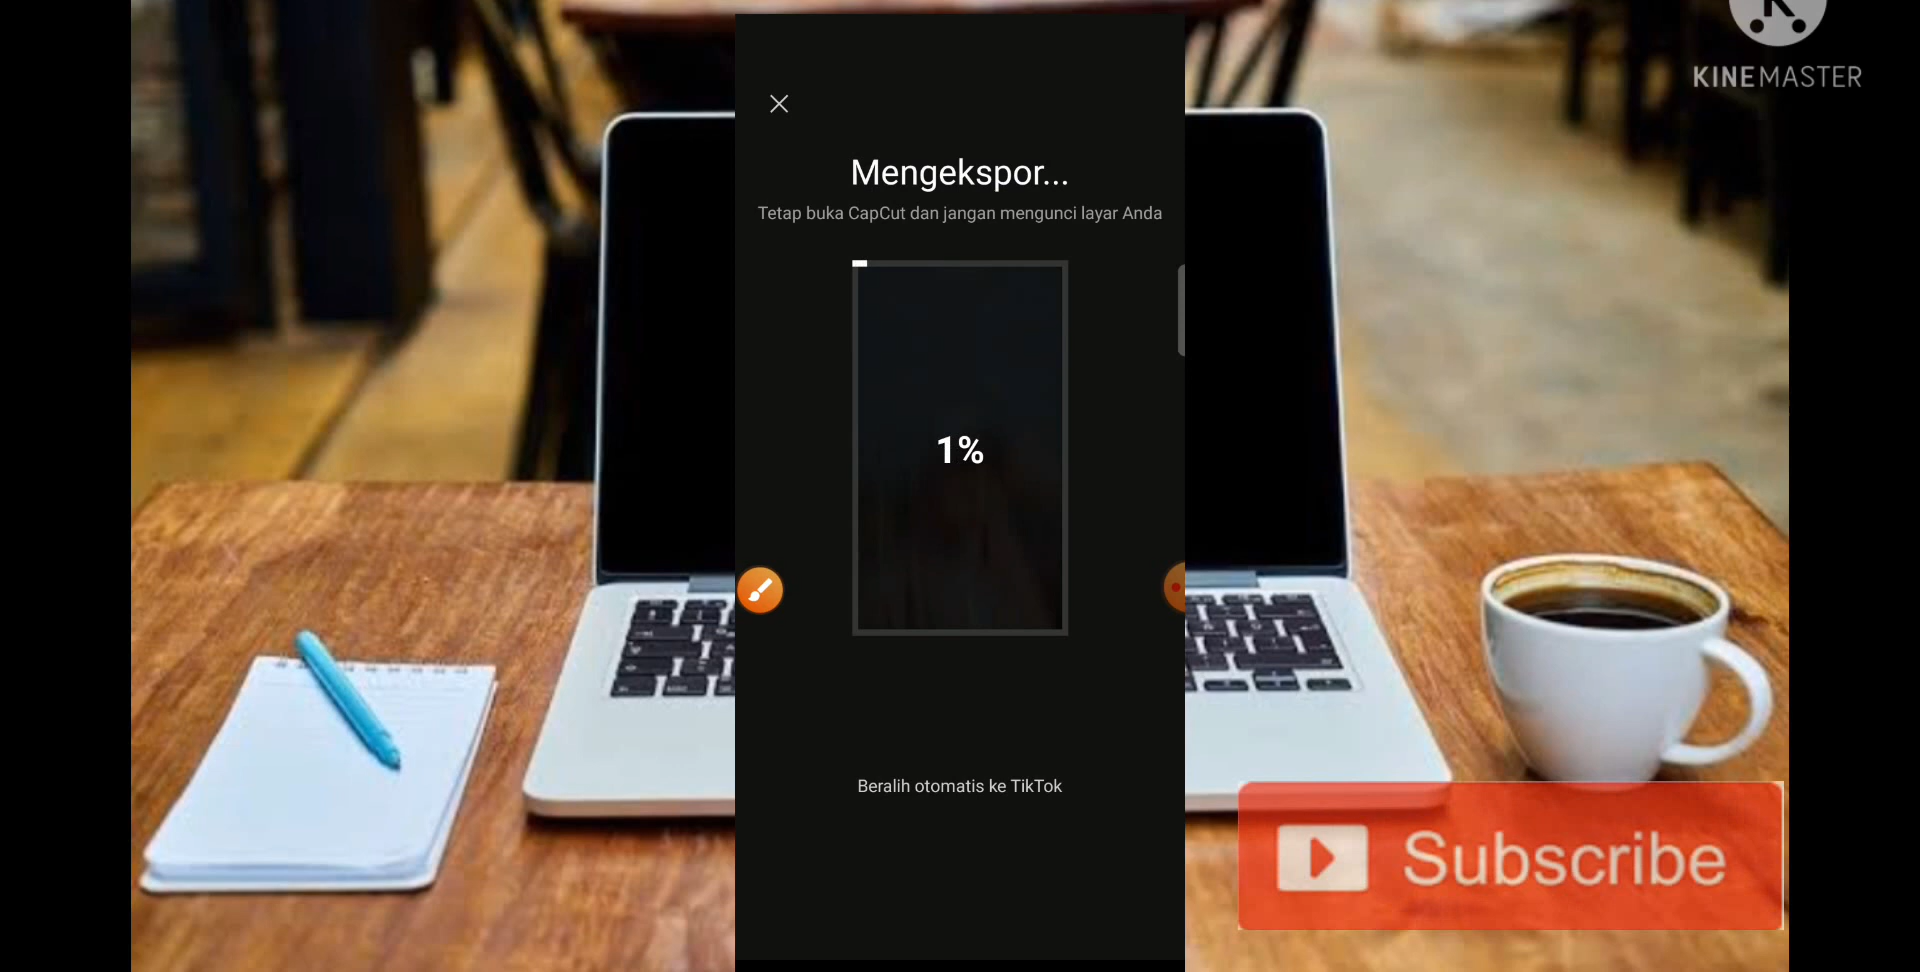 K
KINEMASTER
Mengekspor...
Tetap buka CapCut dan jangan mengunci layar Anda
1%
Beralih otomatis ke TikTok
Subscribe